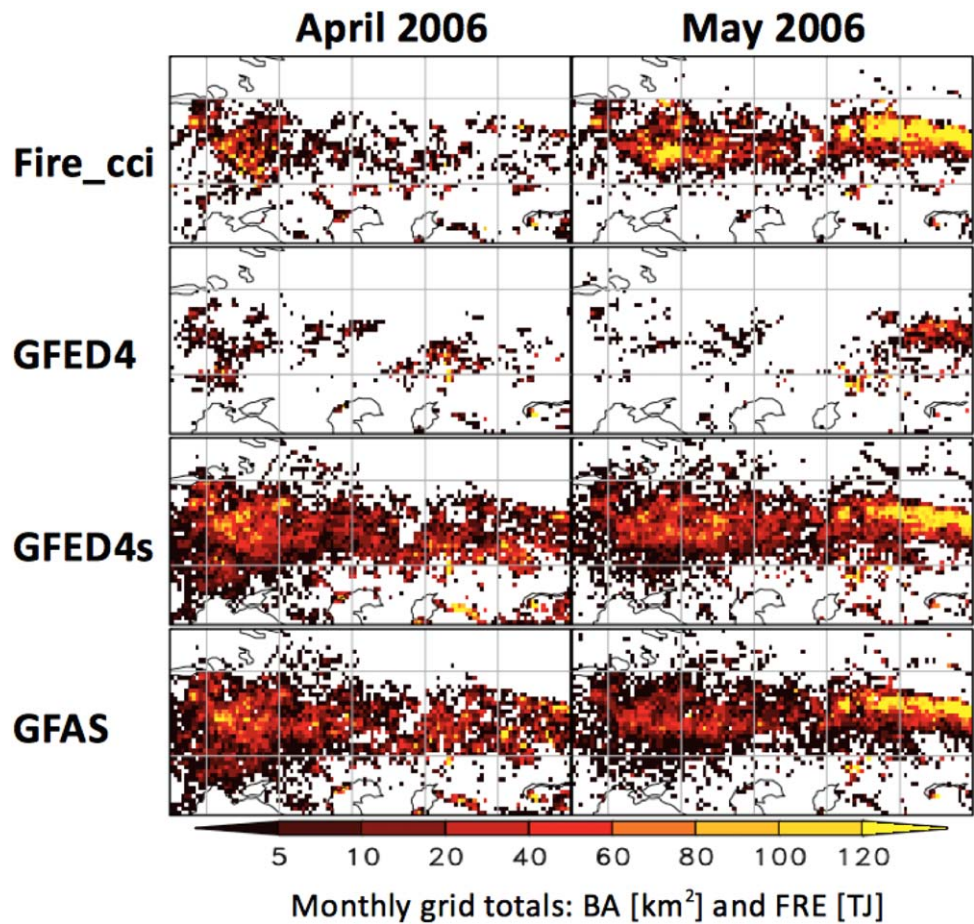 April 2006 May 2006
Fire_cci
GFED4
GFED4s
GFAS
5 10 20 40 60 80 100 120
Monthly grid totals: BA [km²] and FRE [TJ]